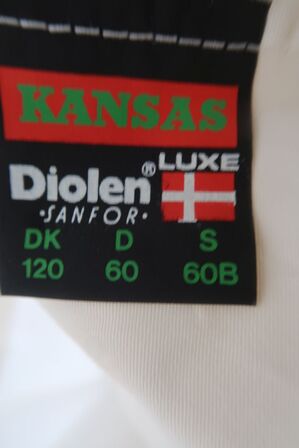 KANSAS
LUXE
Diolen®
·SANFOR·
DK D S
120 60 60B